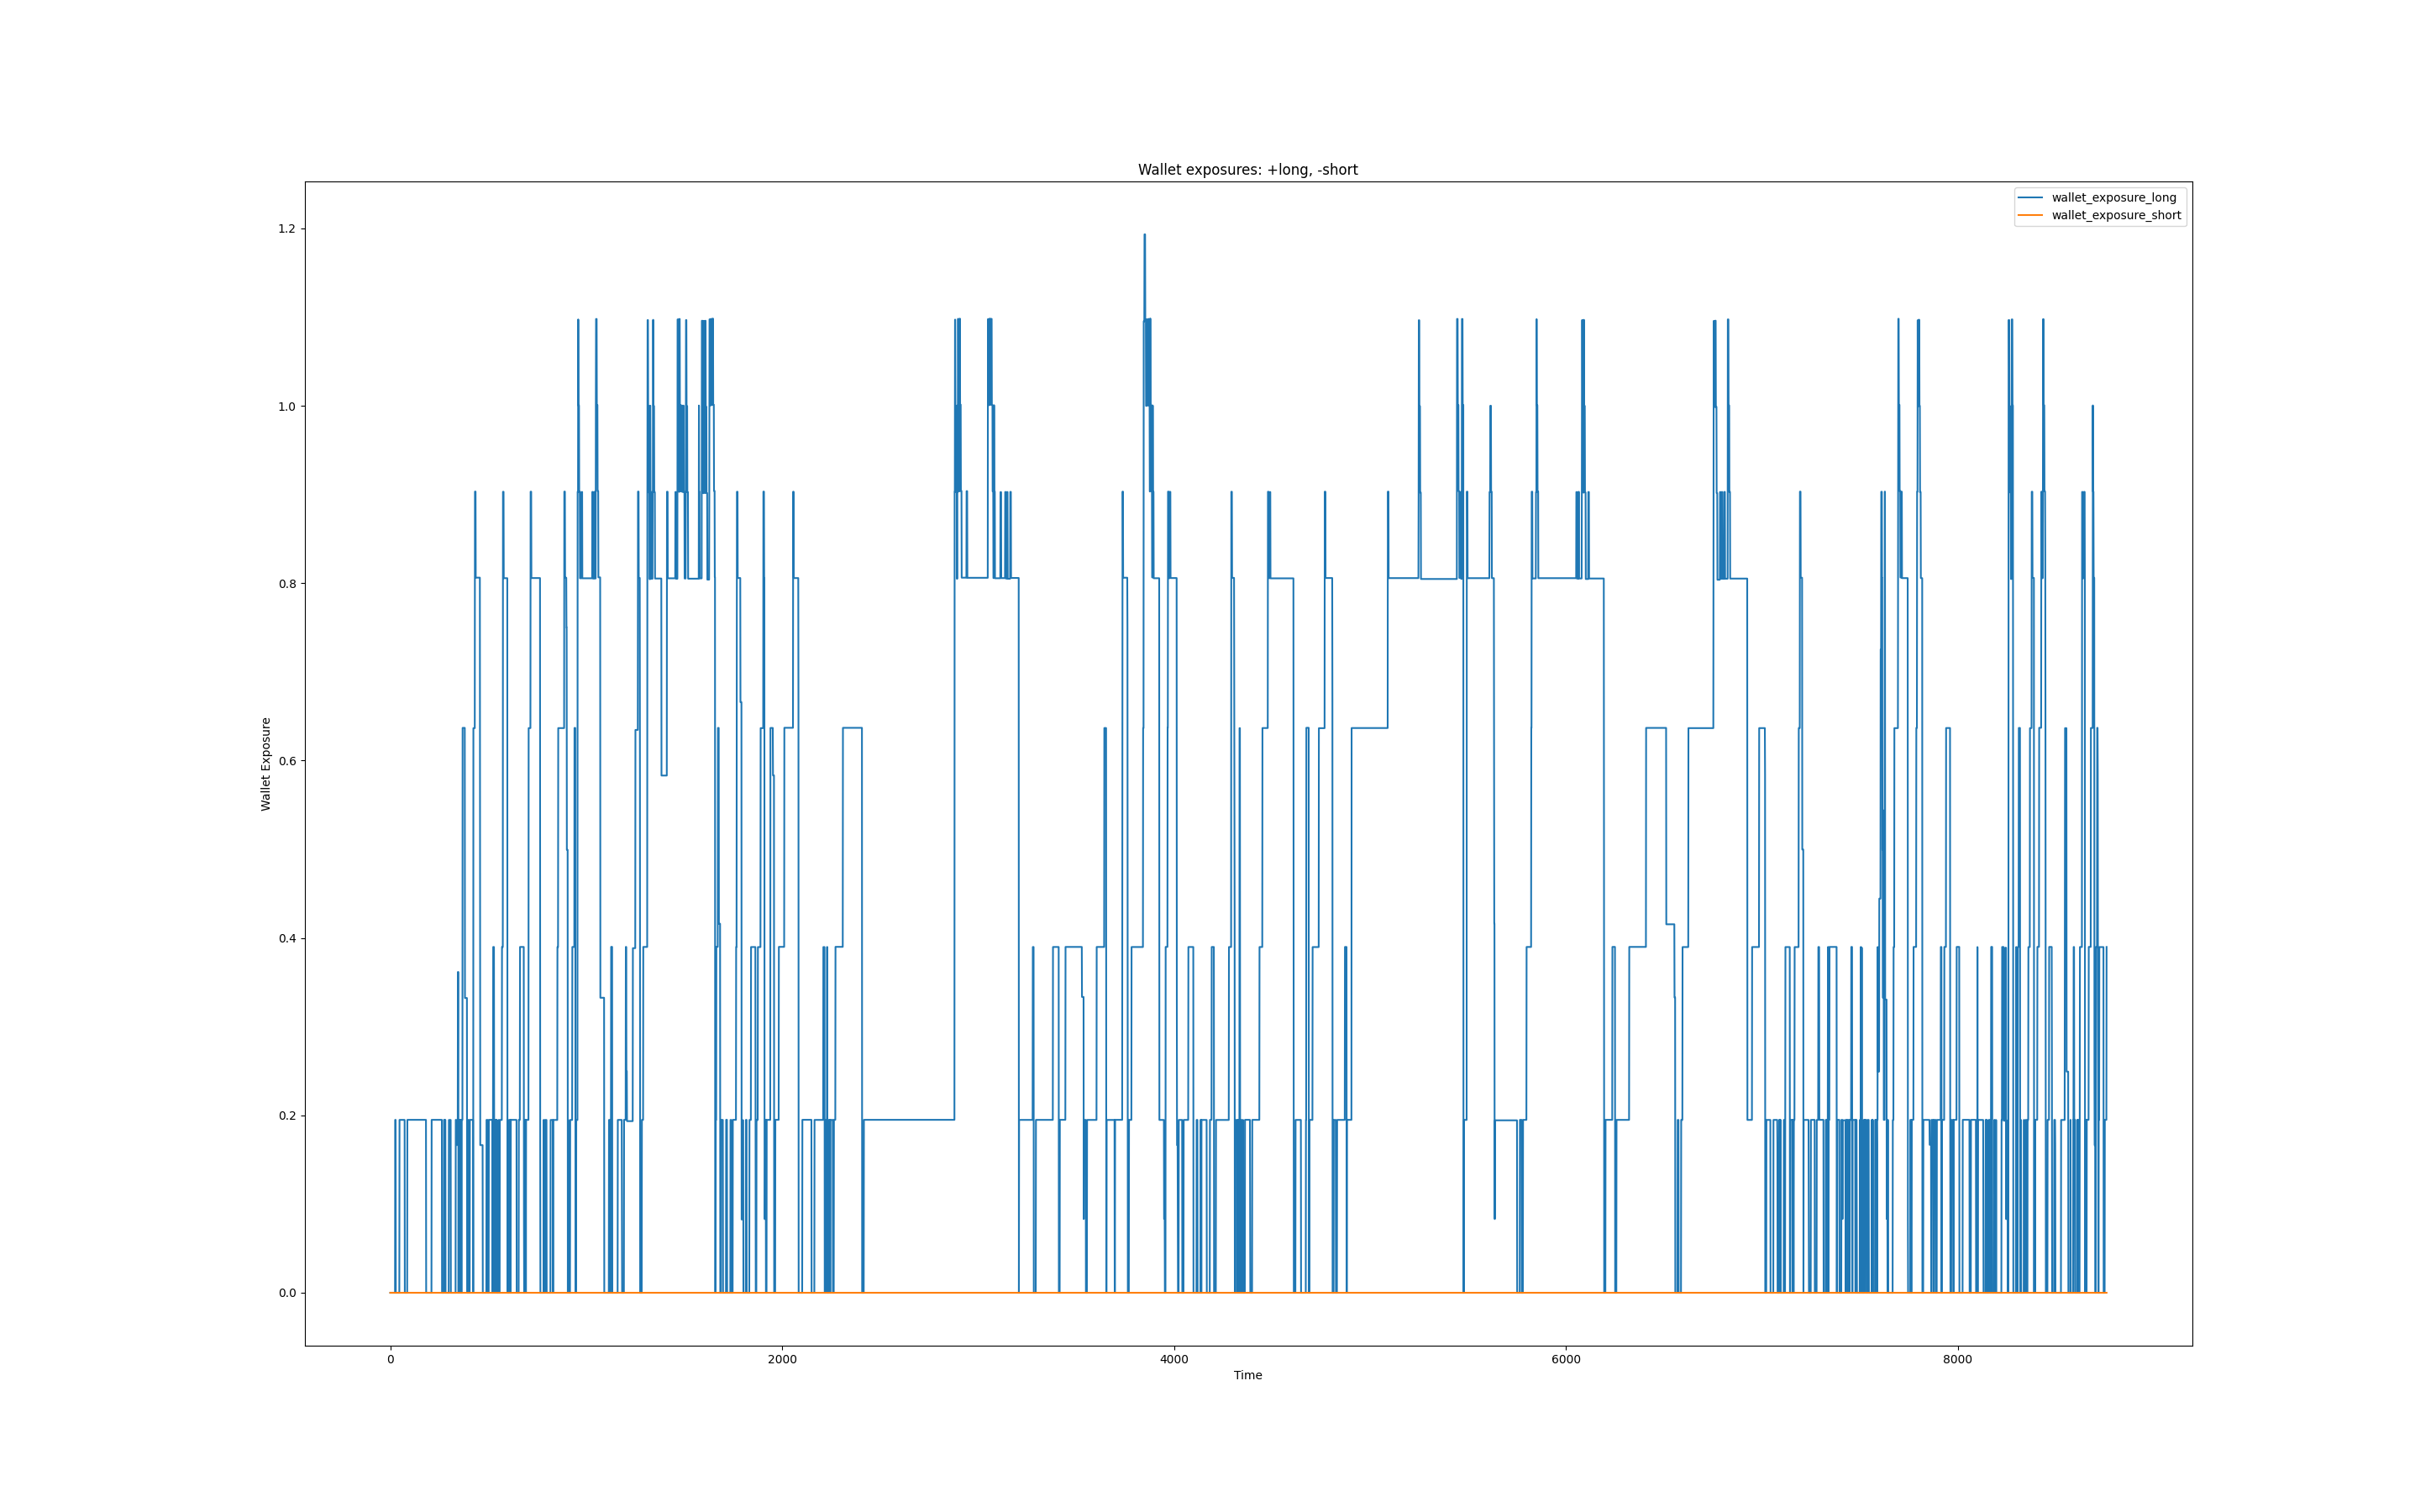 Wallet exposures: +long, -short
wallet_exposure_long
wallet_exposure_short
1.2
1.0
0.8
0.6
0.4
0.2
0.0
Wallet Exposure
0 2000 4000 6000 8000
Time